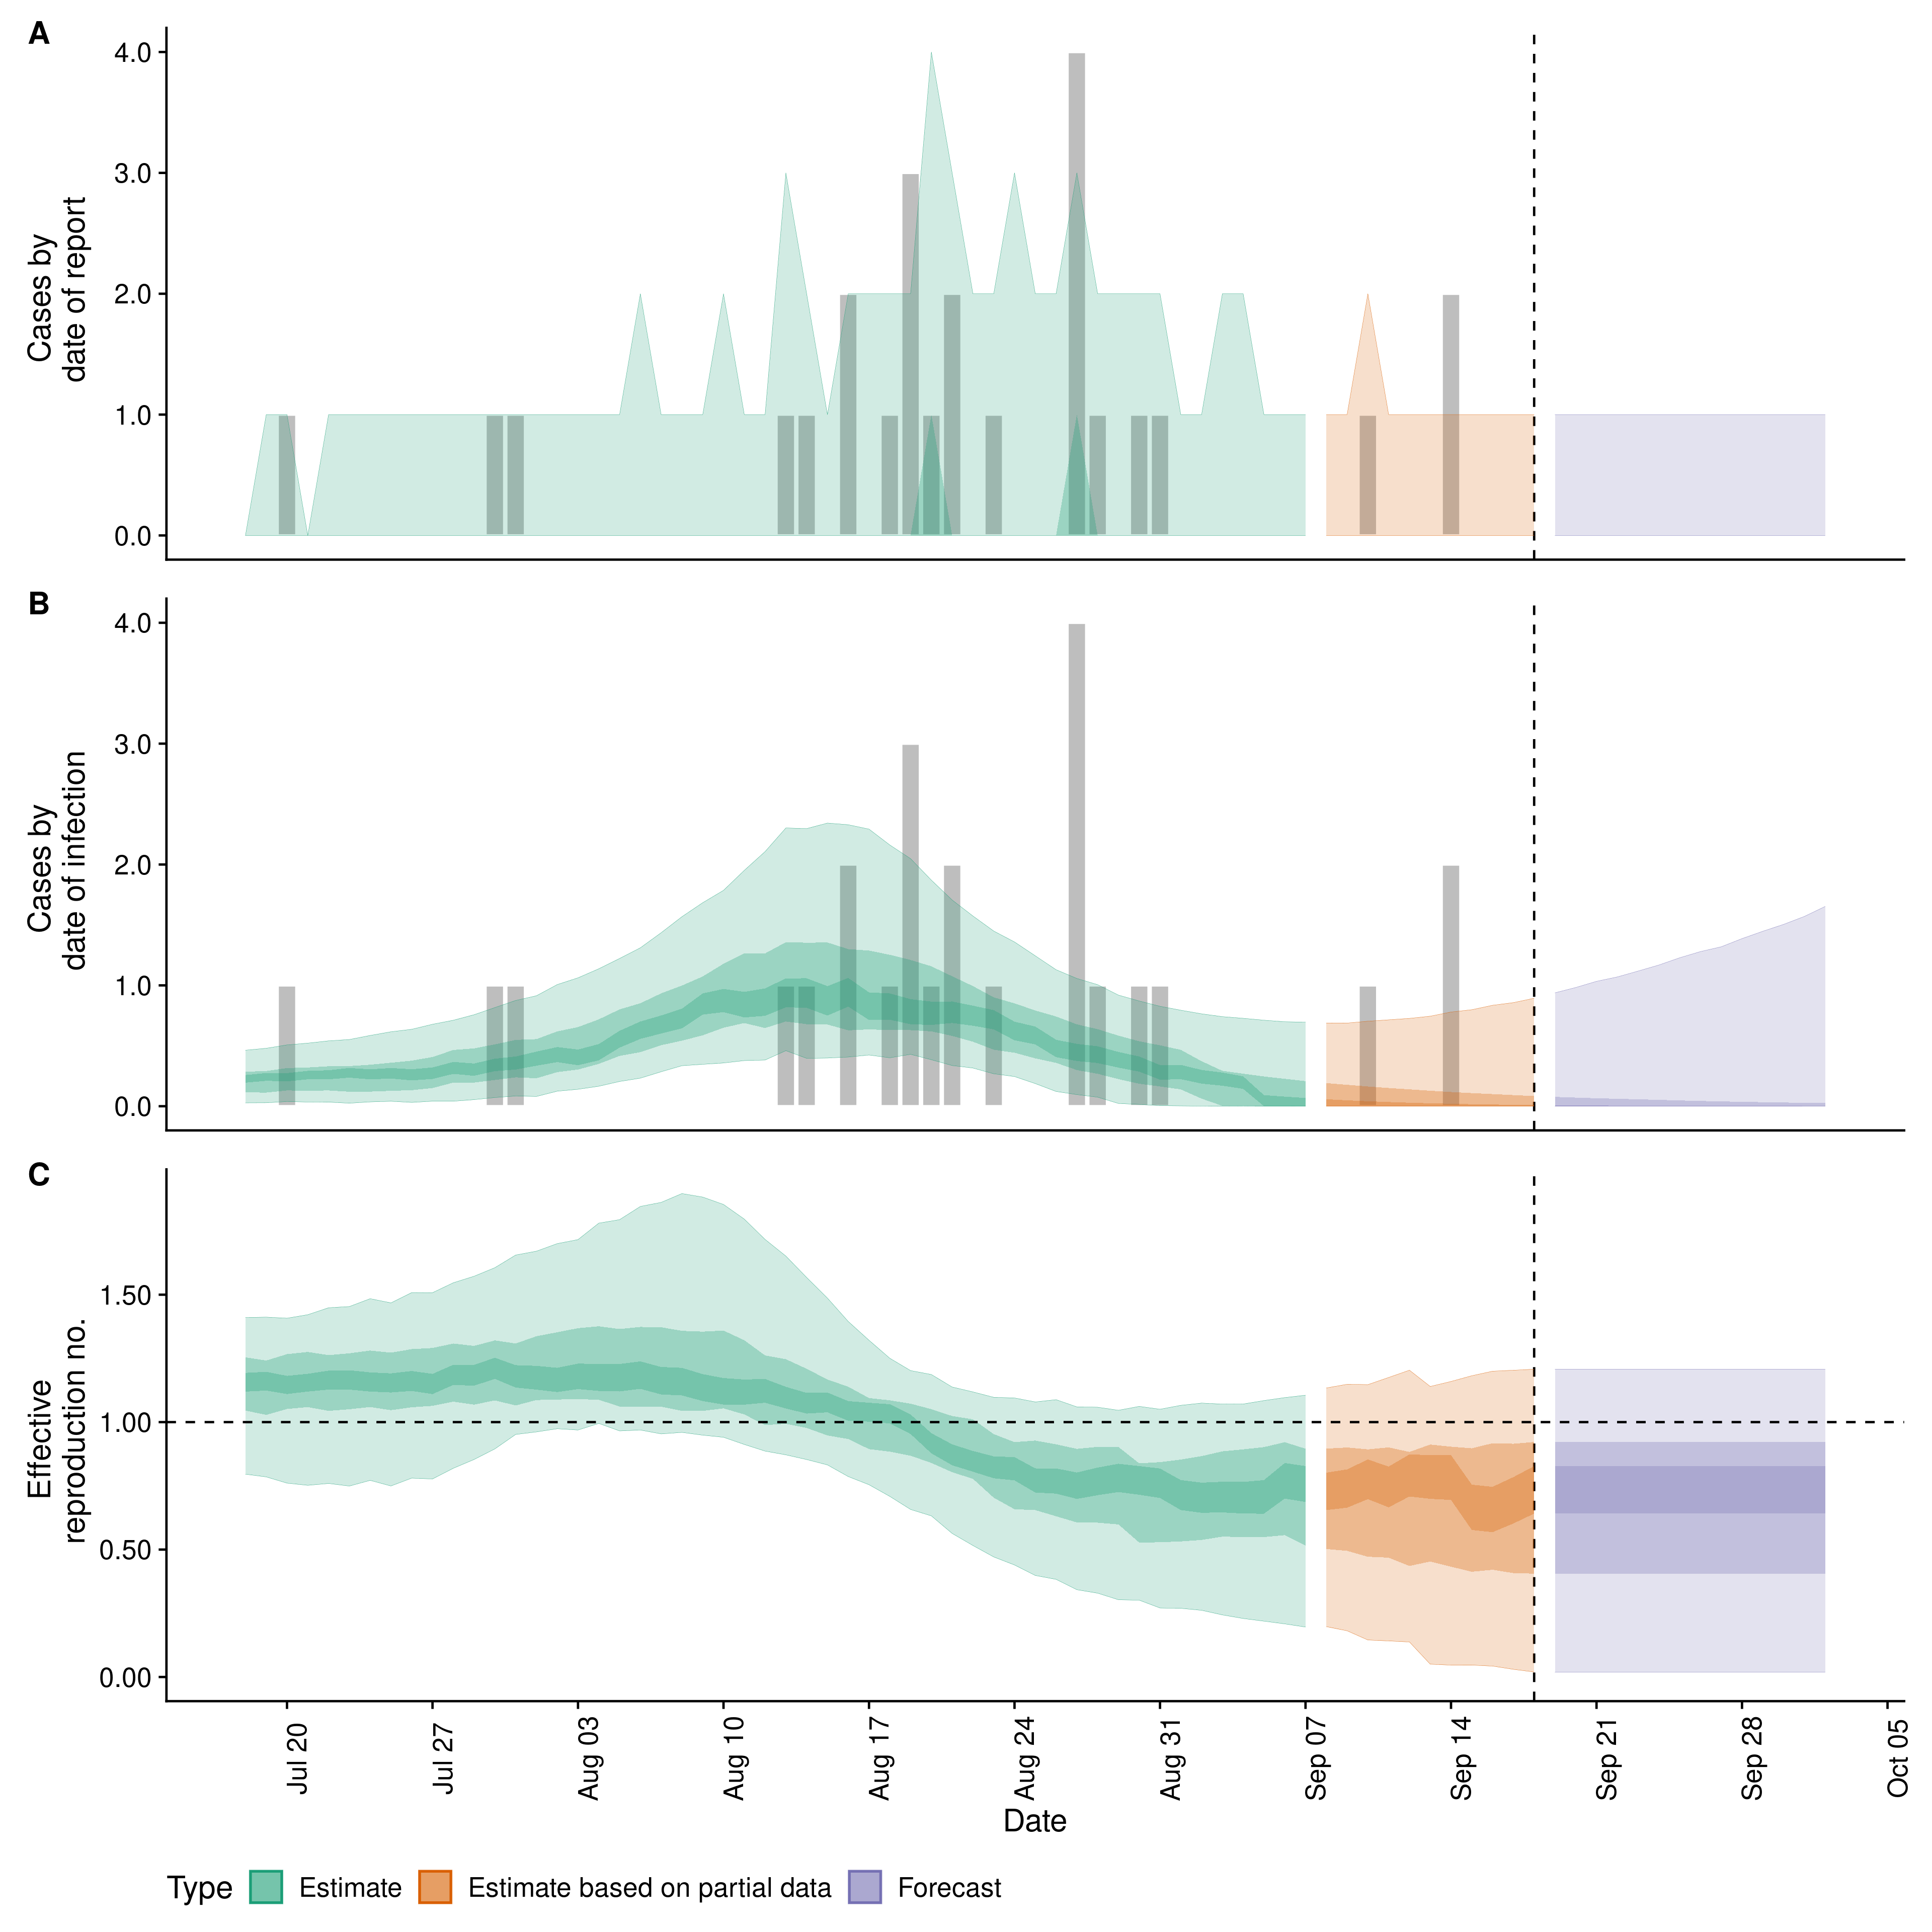 A
4.0
3.0
2.0
1.0
0.0
Cases by
date of report
B
4.0
3.0
2.0
1.0
0.0
Cases by
date of infection
C
1.50
1.00
0.50
0.00
Effective
reproduction no.
Jul 20
Jul 27
Aug 03
Aug 10
Aug 17
Aug 24
Aug 31
Sep 07
Sep 14
Sep 21
Sep 28
Oct 05
Date
Type Estimate Estimate based on partial data Forecast